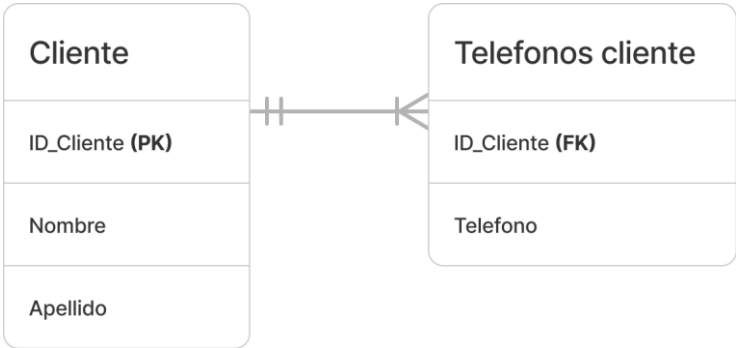 Cliente
ID_Cliente (PK)
Nombre
Apellido
Telefonos cliente
ID_Cliente (FK)
Telefono